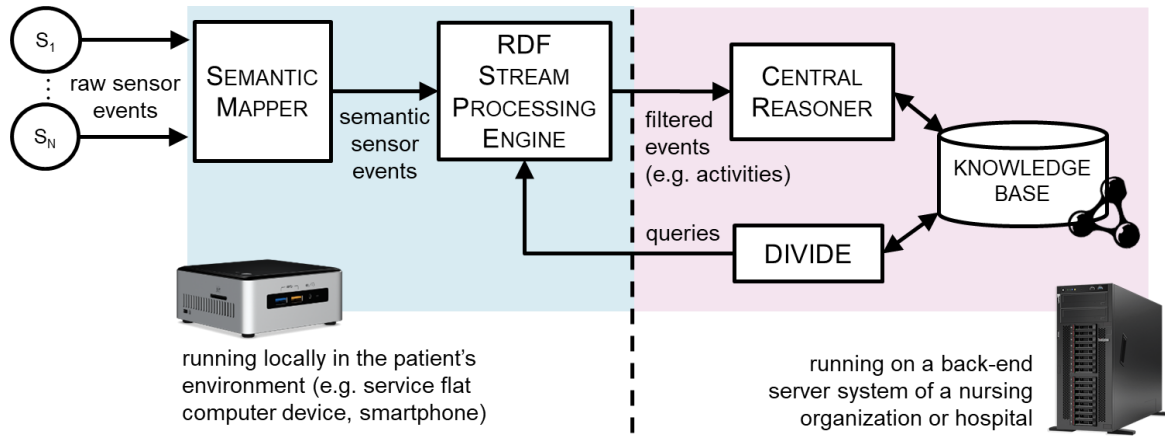 S1
SN
raw sensor
events
SEMANTIC
MAPPER
semantic
sensor
events
RDF
STREAM
PROCESSING
ENGINE
filtered
events
(e.g. activities)
CENTRAL
REASONER
KNOWLEDGE
BASE
queries
DIVIDE
running locally in the patient's
environment (e.g. service flat
computer device, smartphone)
running on a back-end
server system of a nursing
organization or hospital